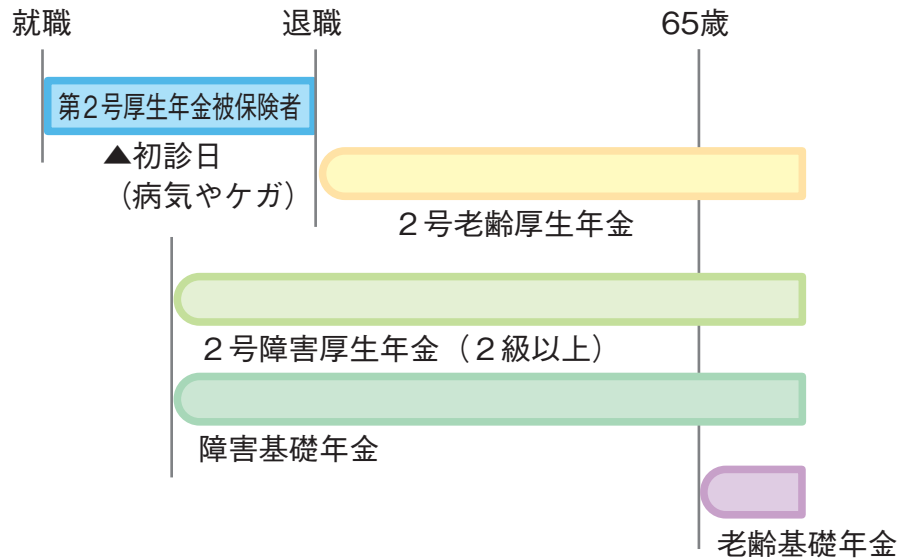 就職
退職
65歳
第２号厚生年金被保険者
▲初診日
（病気やケガ）
２号老齢厚生年金
２号障害厚生年金（２級以上）
障害基礎年金
老齢基礎年金